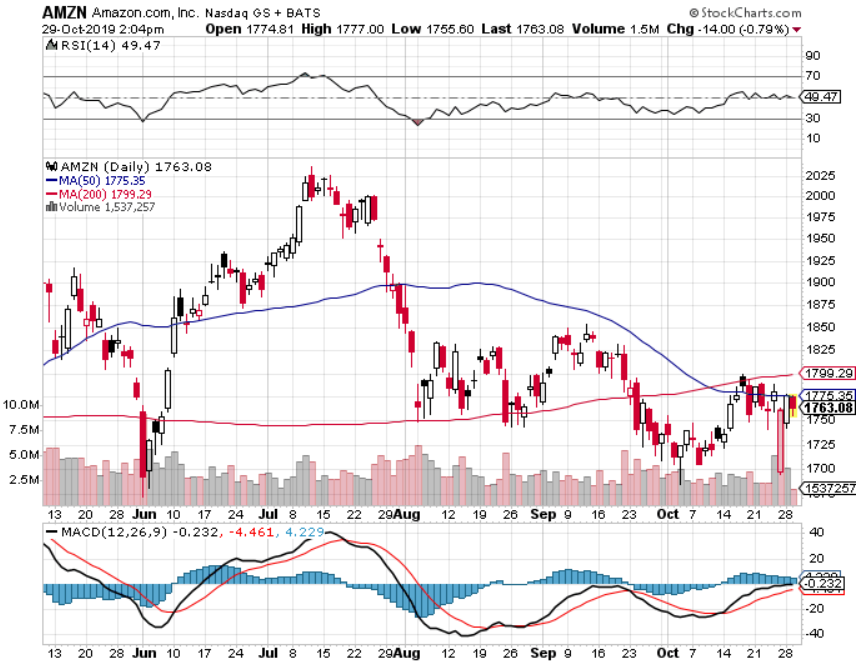 AMZN Amazon.com, Inc. Nasdaq GS + BATS © StockCharts.com
29-Oct-2019 2:04pm Open 1774.81 High 1777.00 Low 1755.60 Last 1763.08 Volume 1.5M Chg -14.00 (-0.79%)
RSI(14) 49.47
90
70
49.47
30
10
AMZN (Daily) 1763.08
MA(50) 1775.35
MA(200) 1799.29
Volume 1,537,257
2025
2000
1975
1950
1925
1900
1875
1850
1825
1799.29
1775.35
1763.08
1750
1725
1700
1537257
10.0M
7.5M
5.0M
2.5M
13 20 28 Jun 10 17 24 Jul 8 15 22 29 Aug 12 19 26 Sep 9 16 23 Oct 7 14 21 28
MACD(12,26,9) -0.232, -4.461, 4.229
40
20
-0.232
-20
-40
13 20 28 Jun 10 17 24 Jul 8 15 22 29 Aug 12 19 26 Sep 9 16 23 Oct 7 14 21 28